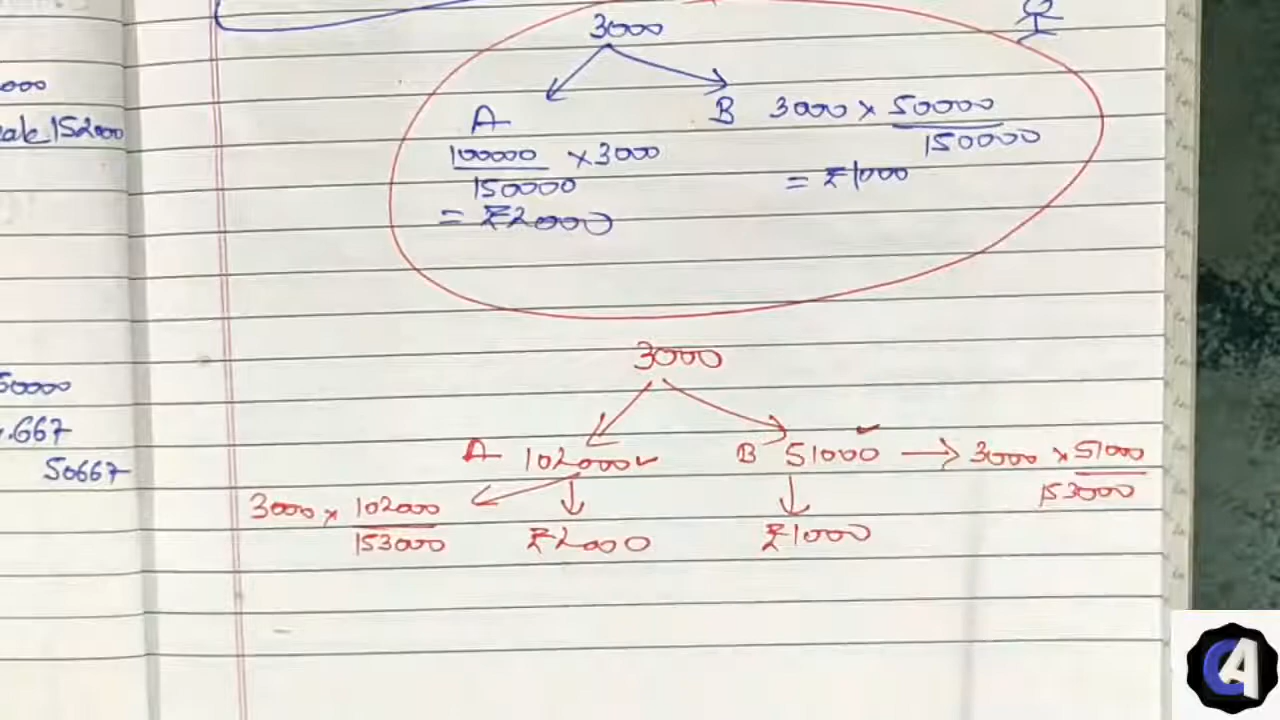 000
152000
50000
.667
50667
3000
A
B 3000 × 50000
150000
100000 × 3000
150000
= ₹1000
= ₹2000
3000
A 102000 ✓
B 51000 ✓ → 3000 × 51000
153000
3000 × 102000
153000
₹2000
₹1000
CA